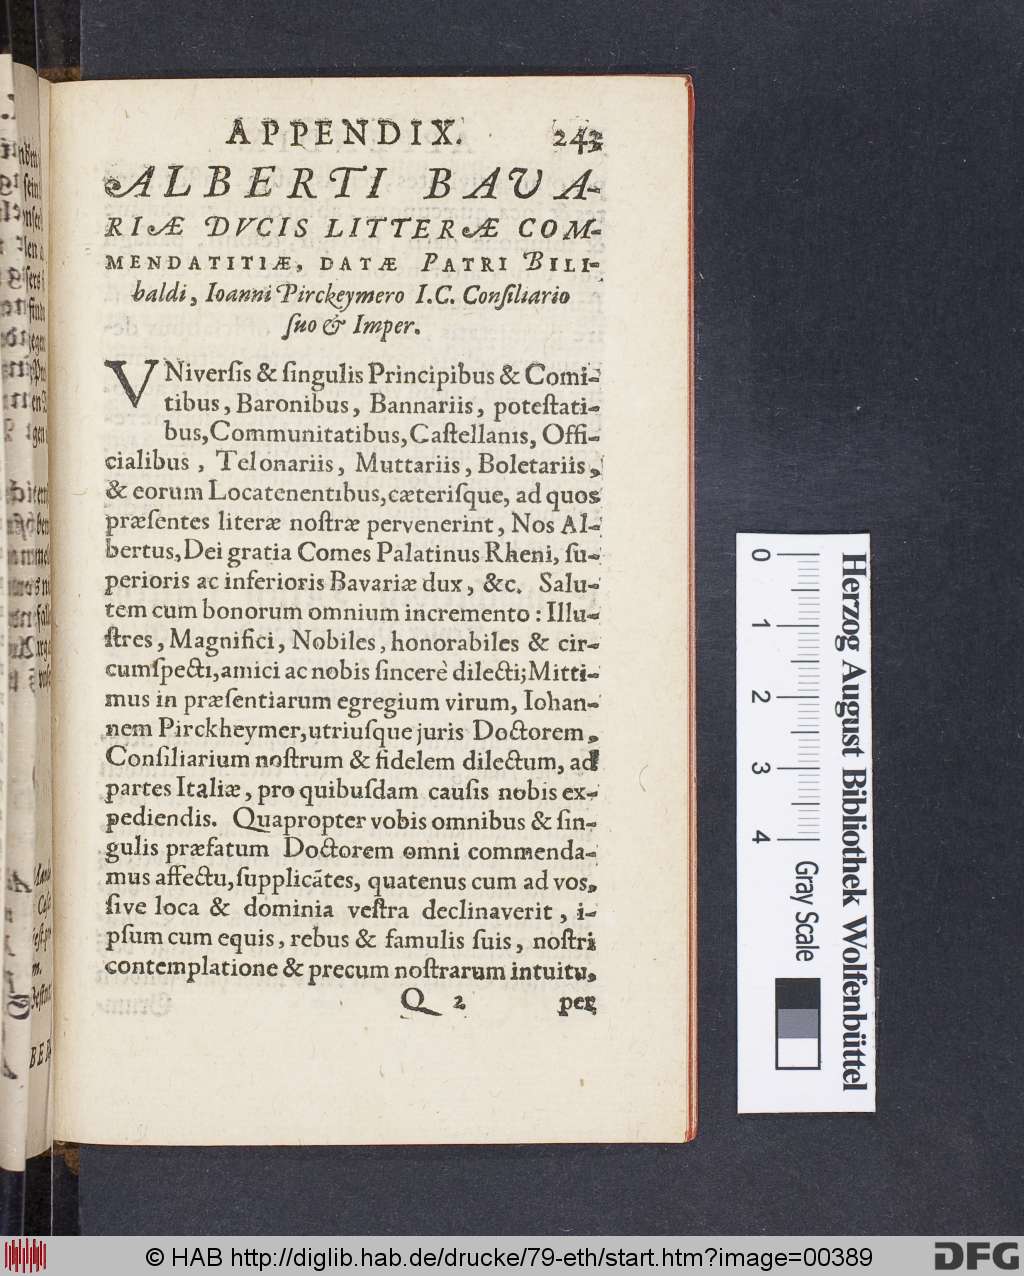 APPENDIX. 243
ALBERTI BAVA-
RIÆ DVCIS LITTERÆ COM-
MENDATITIÆ, DATÆ PATRI BILI-
baldi, Ioanni Pirckeymero I.C. Conſiliario
ſuo & Imper.
VNiverſis & ſingulis Principibus & Comi-
tibus, Baronibus, Bannariis, poteſtati-
bus, Communitatibus, Caſtellanis, Offi-
cialibus, Telonariis, Muttariis, Boletariis,
& eorum Locatenentibus, cæteriſque, ad quos
præſentes literæ noſtræ pervenerint, Nos Al-
bertus, Dei gratia Comes Palatinus Rheni, ſu-
perioris ac inferioris Bavariæ dux, &c. Salu-
tem cum bonorum omnium incremento: Illu-
ſtres, Magnifici, Nobiles, honorabiles & cir-
cumſpecti, amici ac nobis ſincerè dilecti; Mitti-
mus in præſentiarum egregium virum, Iohan-
nem Pirckheymer, utriuſque juris Doctorem,
Conſiliarium noſtrum & fidelem dilectum, ad
partes Italiæ, pro quibuſdam cauſis nobis ex-
pediendis. Quapropter vobis omnibus & ſin-
gulis præfatum Doctorem omni commenda-
mus affectu, ſupplicātes, quatenus cum ad vos,
ſive loca & dominia veſtra declinaverit, i-
pſum cum equis, rebus & famulis ſuis, noſtri
contemplatione & precum noſtrarum intuitu,
Q 2 per
0 1 2 3 4
Herzog August Bibliothek Wolfenbüttel
Gray Scale
© HAB http://diglib.hab.de/drucke/79-eth/start.htm?image=00389
DFG